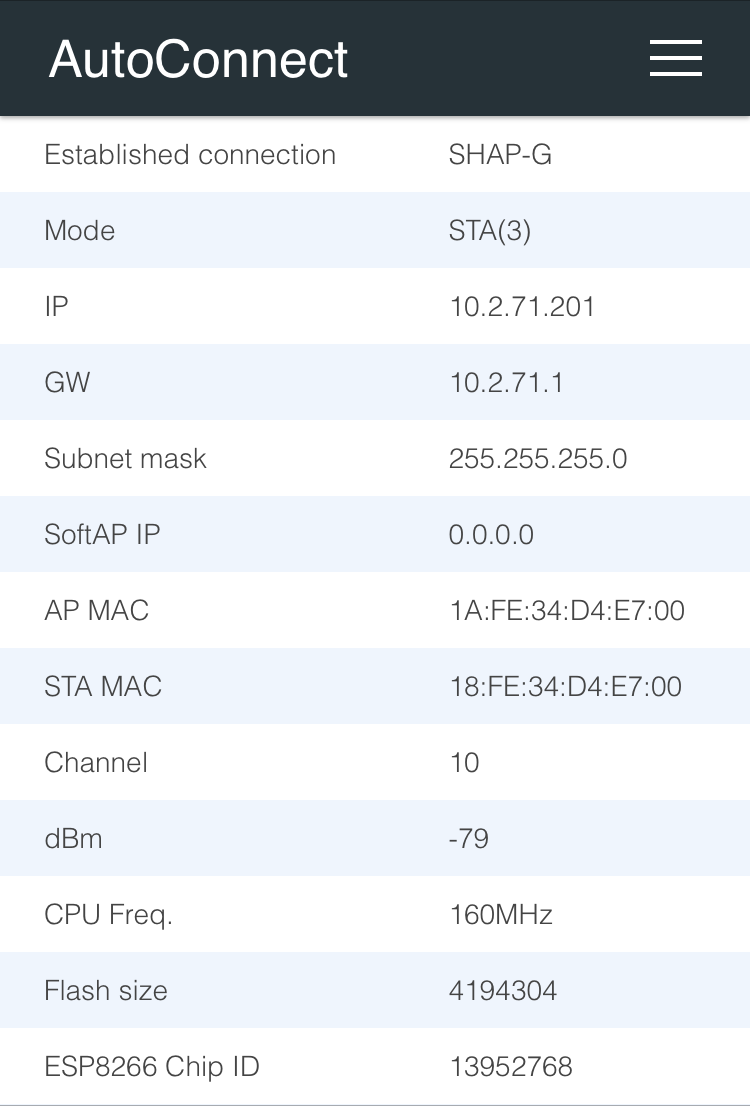 AutoConnect
Established connection SHAP-G
Mode STA(3)
IP 10.2.71.201
GW 10.2.71.1
Subnet mask 255.255.255.0
SoftAP IP 0.0.0.0
AP MAC 1A:FE:34:D4:E7:00
STA MAC 18:FE:34:D4:E7:00
Channel 10
dBm -79
CPU Freq. 160MHz
Flash size 4194304
ESP8266 Chip ID 13952768